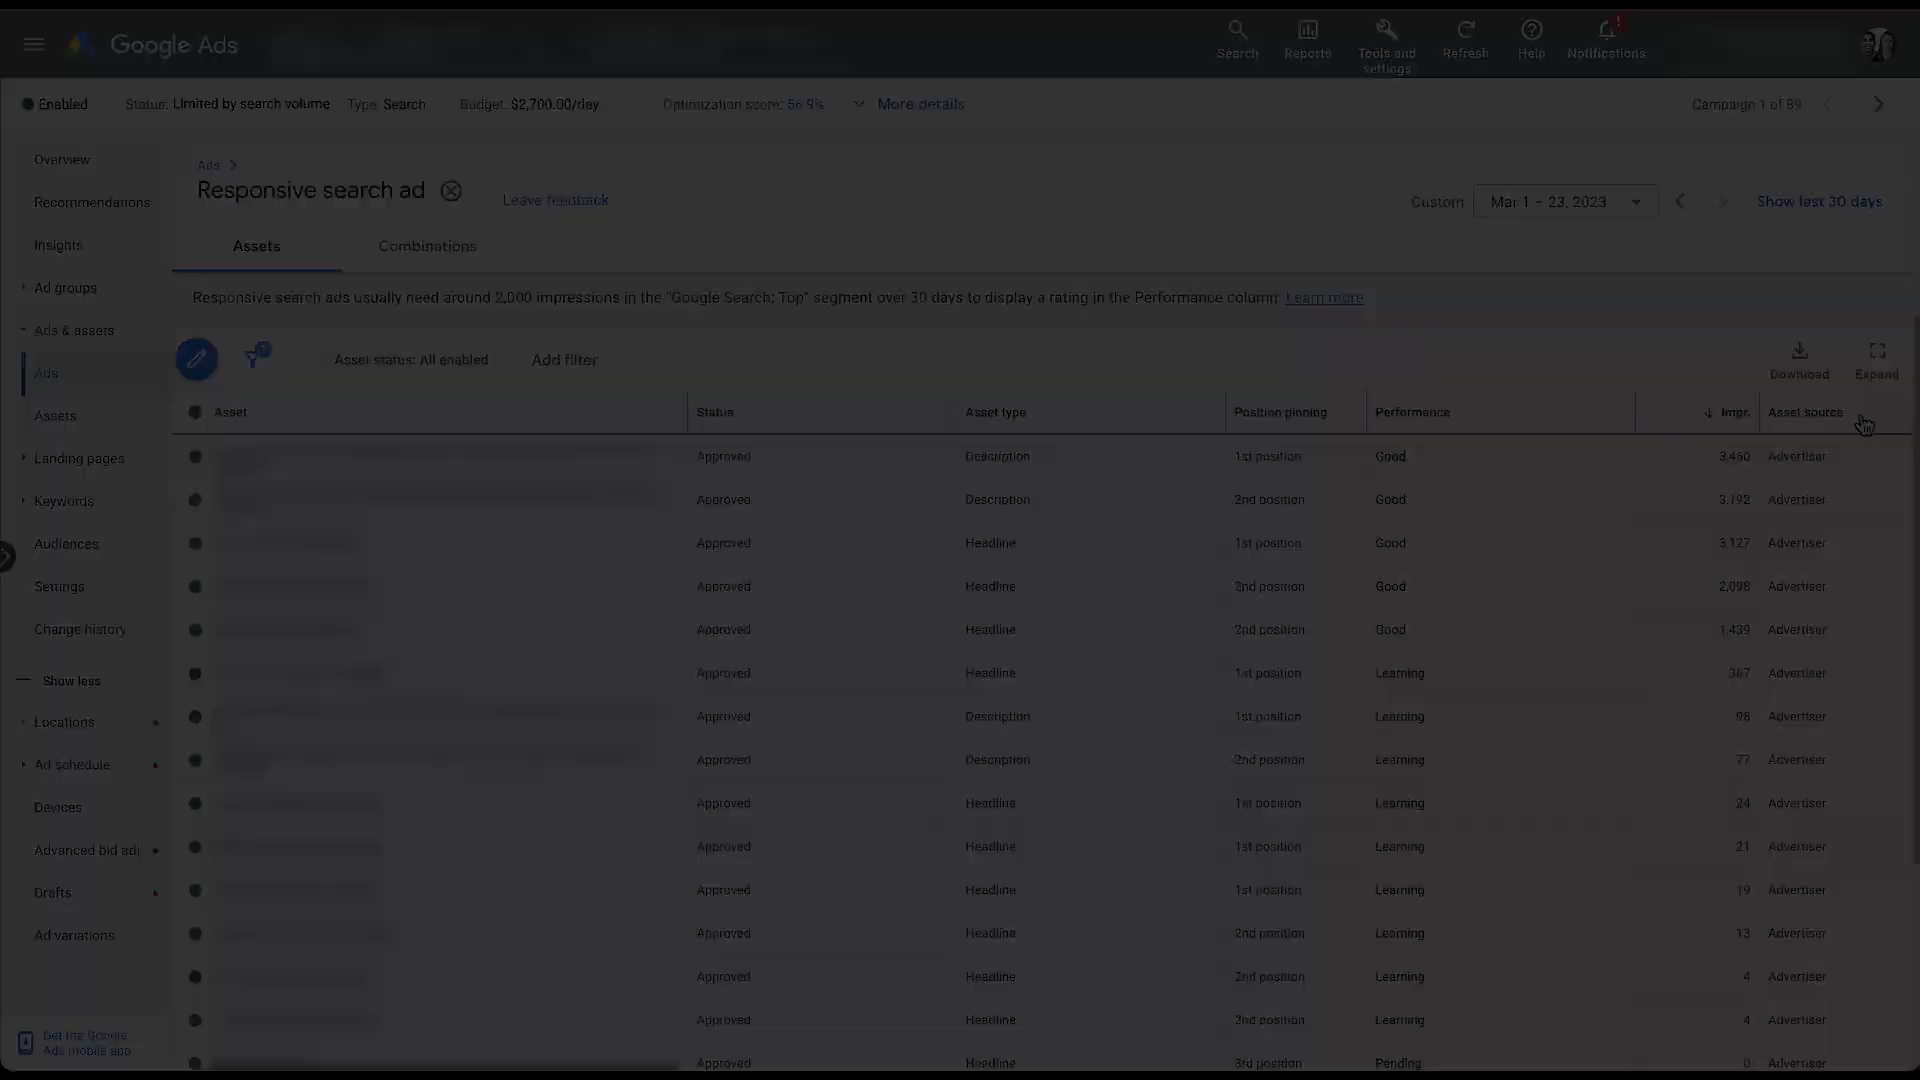 Google Ads
Search
Reports
Tools and settings
Refresh
Help
Notifications
!
Enabled Status: Limited by search volume Type: Search Budget: $2,700.00/day Optimization score: 56.9% More details Campaign 1 of 89
Overview
Recommendations
Insights
Ad groups
Ads & assets
Ads
Assets
Landing pages
Keywords
Audiences
Settings
Change history
Show less
Locations
Ad schedule
Devices
Advanced bid adj
Drafts
Ad variations
Get the Google
Ads mobile app
Ads
Responsive search ad
Leave feedback
Custom Mar 1 – 23, 2023 Show last 30 days
Assets Combinations
Responsive search ads usually need around 2,000 impressions in the "Google Search: Top" segment over 30 days to display a rating in the Performance column Learn more
Asset status: All enabled Add filter Download Expand
Asset Status Asset type Position pinning Performance Impr. Asset source
Approved Description 1st position Good 3,450 Advertiser
Approved Description 2nd position Good 3,192 Advertiser
Approved Headline 1st position Good 3,127 Advertiser
Approved Headline 2nd position Good 2,098 Advertiser
Approved Headline 2nd position Good 1,439 Advertiser
Approved Headline 1st position Learning 367 Advertiser
Approved Description 1st position Learning 98 Advertiser
Approved Description 2nd position Learning 77 Advertiser
Approved Headline 1st position Learning 24 Advertiser
Approved Headline 1st position Learning 21 Advertiser
Approved Headline 1st position Learning 19 Advertiser
Approved Headline 2nd position Learning 13 Advertiser
Approved Headline 2nd position Learning 4 Advertiser
Approved Headline 2nd position Learning 4 Advertiser
Approved Headline 3rd position Pending 0 Advertiser